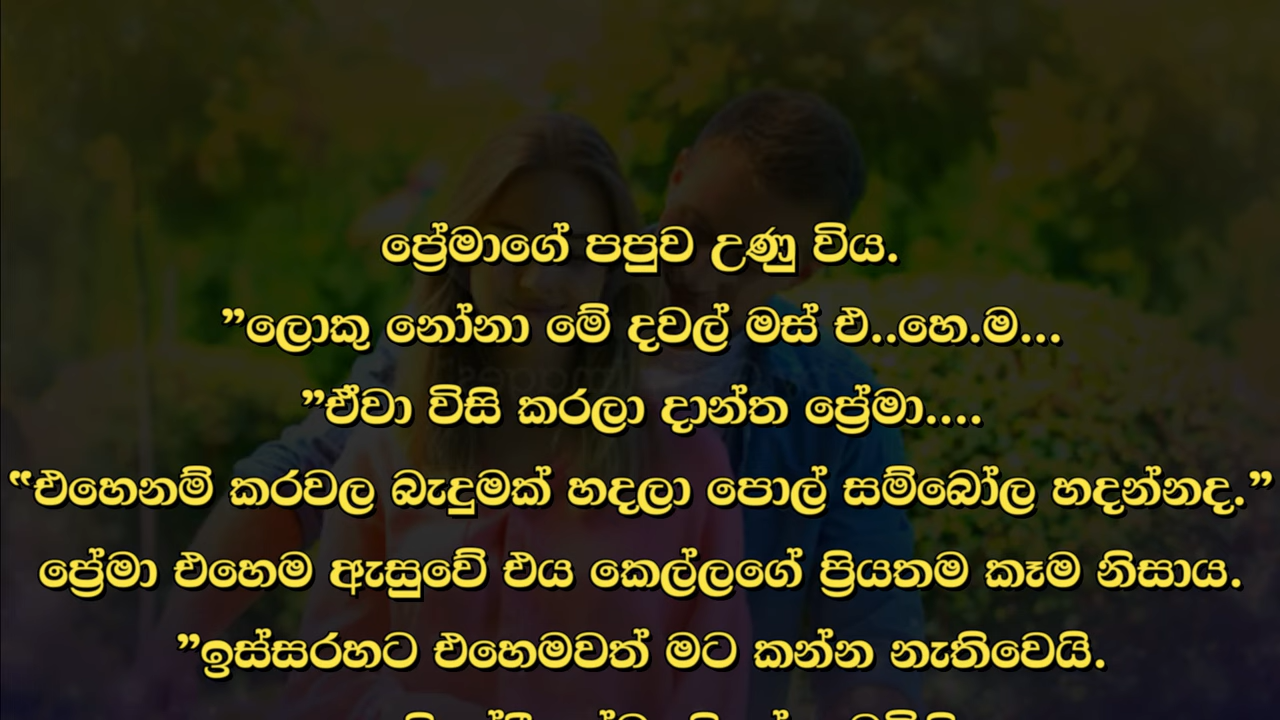 ප්‍රේමාගේ පපුව උණු විය.
”ලොකු නෝනා මේ දවල් මස් එ..හෙ.ම...
”ඒවා විසි කරලා දාන්ත ප්‍රේමා....
“එහෙනම් කරවල බැදුමක් හදලා පොල් සම්බෝල හදන්නද.”
ප්‍රේමා එහෙම ඇසුවේ එය කෙල්ලගේ ප්‍රියතම කෑම නිසාය.
”ඉස්සරහට එහෙමවත් මට කන්න නැතිවෙයි.